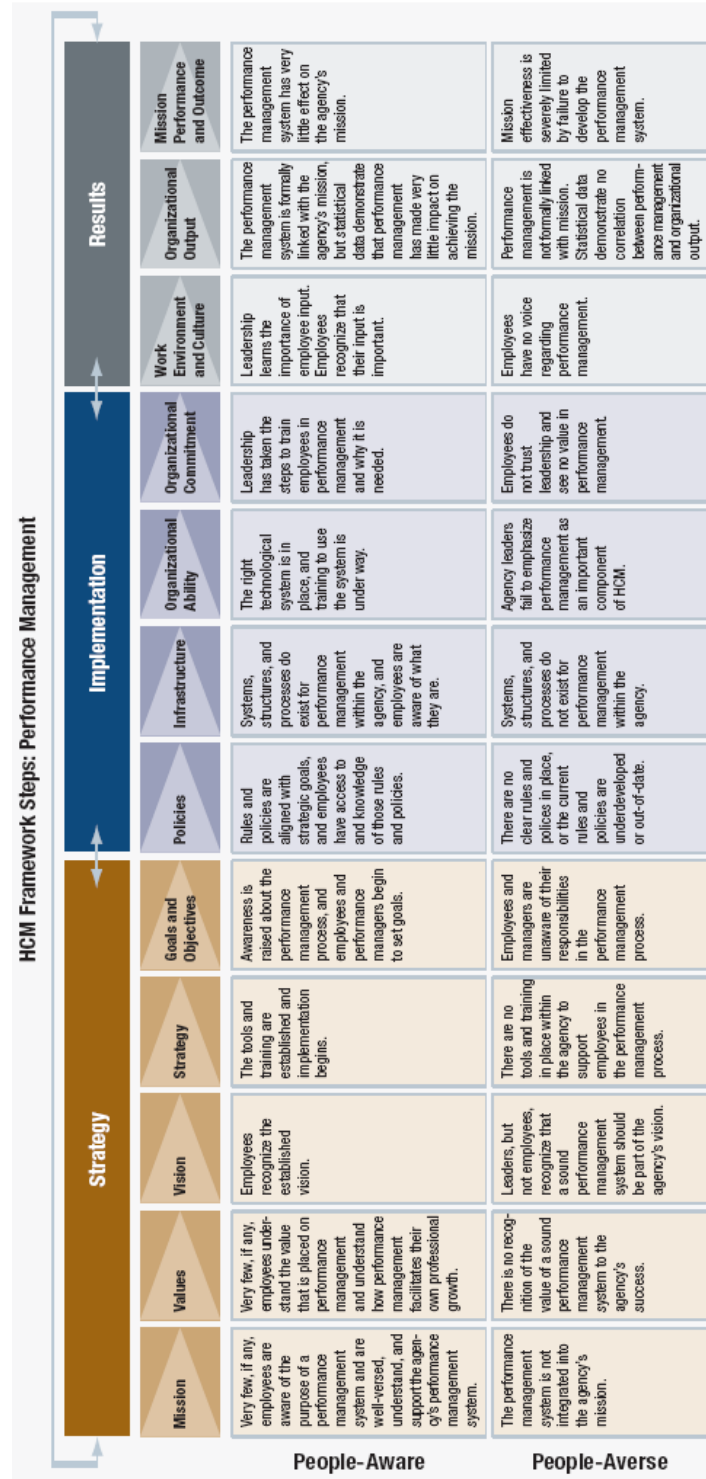 HCM Framework Steps: Performance Management
Strategy
Implementation
Results
Mission
Values
Vision
Strategy
Goals and
Objectives
Policies
Infrastructure
Organizational
Ability
Organizational
Commitment
Work
Environment
and Culture
Organizational
Output
Mission
Performance
and Outcome
People-Aware
Very few, if any,
employees are
aware of the
purpose of a
performance
management
system and are
well-versed,
understand, and
support the agen-
cy's performance
management
system.
Very few, if any,
employees under-
stand the value
that is placed on
performance
management
and understand
how performance
management
facilitates their
own professional
growth.
Employees
recognize the
established
vision.
The tools and
training are
established and
implementation
begins.
Awareness is
raised about the
performance
management
process, and
employees and
performance
managers begin
to set goals.
Rules and
policies are
aligned with
strategic goals,
and employees
have access to
and knowledge
of those rules
and policies.
Systems,
structures, and
processes do
exist for
performance
management
within the
agency, and
employees are
aware of what
they are.
The right
technological
system is in
place, and
training to use
the system is
under way.
Leadership
has taken the
steps to train
employees in
performance
management
and why it is
needed.
Leadership
learns the
importance of
employee input.
Employees
recognize that
their input is
important.
The performance
management
system is formally
linked with the
agency's mission,
but statistical
data demonstrate
that performance
management
has made very
little impact on
achieving the
mission.
The performance
management
system has very
little effect on
the agency's
mission.
People-Averse
The performance
management
system is not
integrated into
the agency's
mission.
There is no recog-
nition of the
value of a sound
performance
management
system to the
agency's
success.
Leaders, but
not employees,
recognize that
a sound
performance
management
system should
be part of the
agency's vision.
There are no
tools and training
in place within
the agency to
support
employees in
the performance
management
process.
Employees and
managers are
unaware of their
responsibilities
in the
performance
management
process.
There are no
clear rules and
polices in place,
or the current
rules and
policies are
underdeveloped
or out-of-date.
Systems,
structures, and
processes do
not exist for
performance
management
within the
agency.
Agency leaders
fail to emphasize
performance
management as
an important
component
of HCM.
Employees do
not trust
leadership and
see no value in
performance
management.
Employees
have no voice
regarding
performance
management.
Performance
management is
not formally linked
with mission.
Statistical data
demonstrate no
correlation
between perform-
ance management
and organizational
output.
Mission
effectiveness is
severely limited
by failure to
develop the
performance
management
system.